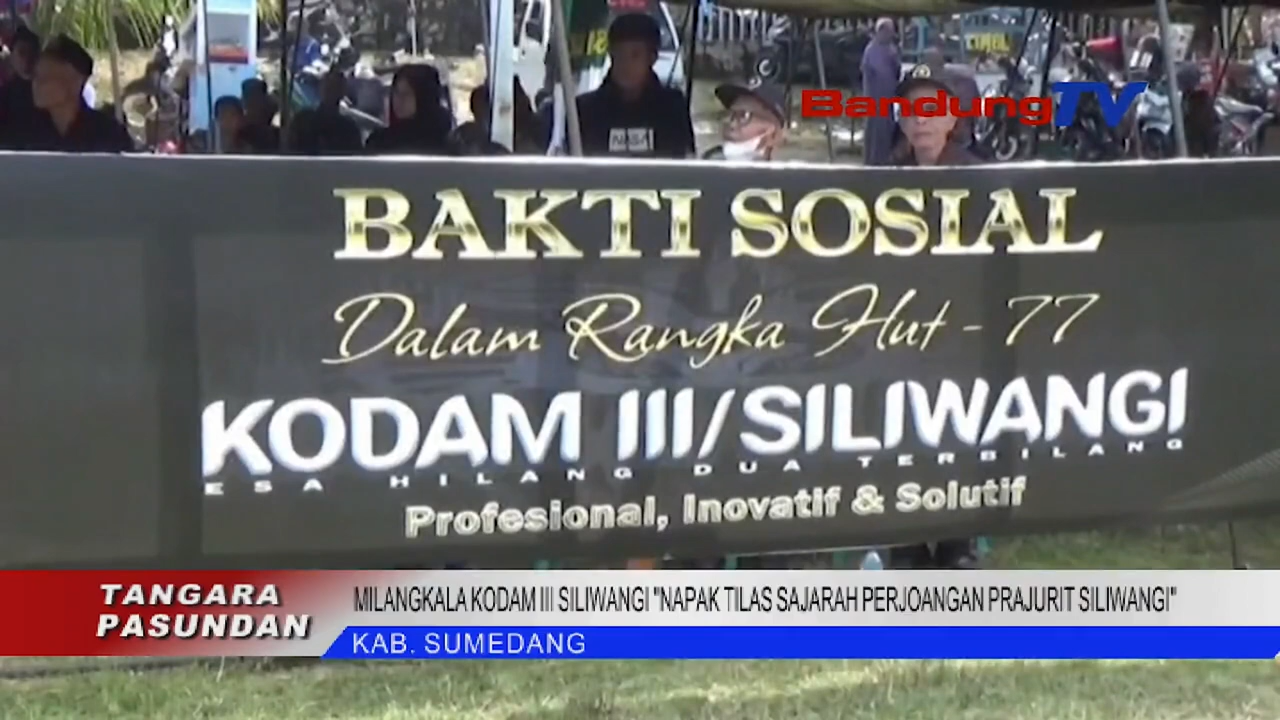 BandungTV
BAKTI SOSIAL
Dalam Rangka Hut - 77
KODAM III/SILIWANGI
ESA HILANG DUA TERBILANG
Profesional, Inovatif & Solutif
TANGARA
PASUNDAN
MILANGKALA KODAM III SILIWANGI "NAPAK TILAS SAJARAH PERJOANGAN PRAJURIT SILIWANGI"
KAB. SUMEDANG